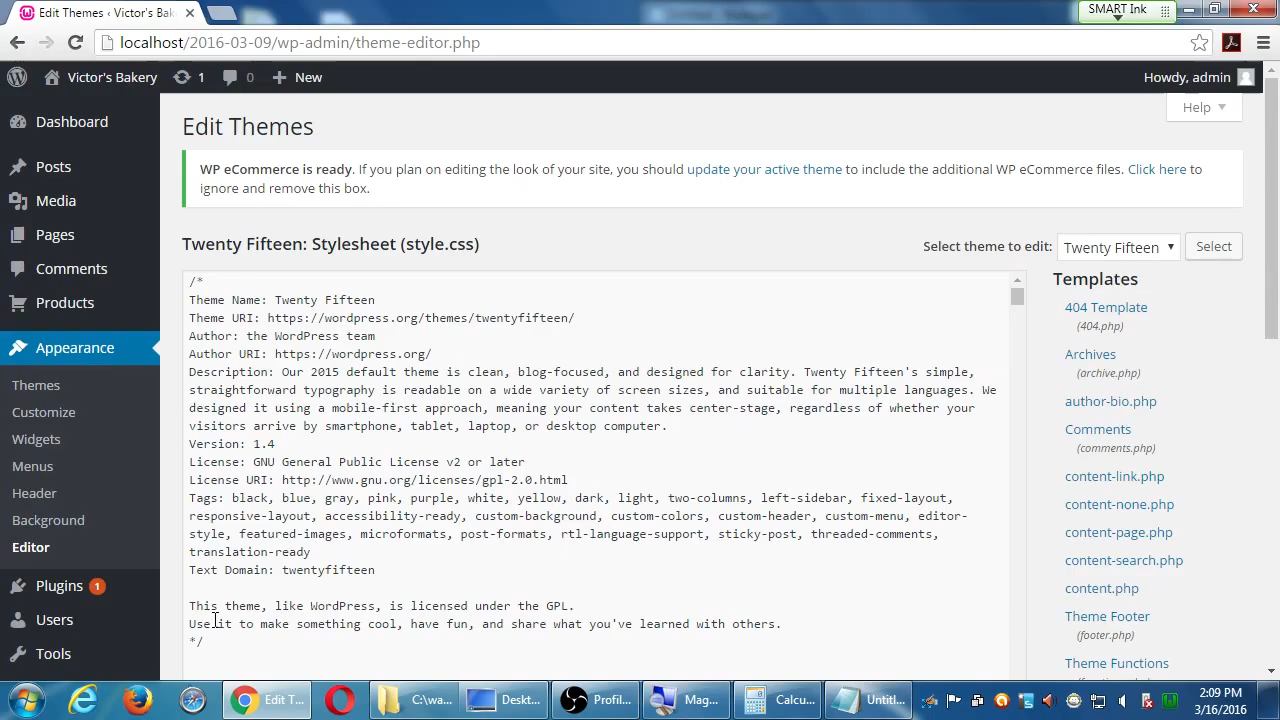 Edit Themes ‹ Victor's Bak
SMART Ink
localhost/2016-03-09/wp-admin/theme-editor.php
Victor's Bakery 1 0 New Howdy, admin
Dashboard
Posts
Media
Pages
Comments
Products
Appearance
Themes
Customize
Widgets
Menus
Header
Background
Editor
Plugins 1
Users
Tools
Help
Edit Themes
WP eCommerce is ready. If you plan on editing the look of your site, you should update your active theme to include the additional WP eCommerce files. Click here to
ignore and remove this box.
Twenty Fifteen: Stylesheet (style.css)
Select theme to edit: Twenty Fifteen Select
/*
Theme Name: Twenty Fifteen
Theme URI: https://wordpress.org/themes/twentyfifteen/
Author: the WordPress team
Author URI: https://wordpress.org/
Description: Our 2015 default theme is clean, blog-focused, and designed for clarity. Twenty Fifteen's simple,
straightforward typography is readable on a wide variety of screen sizes, and suitable for multiple languages. We
designed it using a mobile-first approach, meaning your content takes center-stage, regardless of whether your
visitors arrive by smartphone, tablet, laptop, or desktop computer.
Version: 1.4
License: GNU General Public License v2 or later
License URI: http://www.gnu.org/licenses/gpl-2.0.html
Tags: black, blue, gray, pink, purple, white, yellow, dark, light, two-columns, left-sidebar, fixed-layout,
responsive-layout, accessibility-ready, custom-background, custom-colors, custom-header, custom-menu, editor-
style, featured-images, microformats, post-formats, rtl-language-support, sticky-post, threaded-comments,
translation-ready
Text Domain: twentyfifteen
This theme, like WordPress, is licensed under the GPL.
Use it to make something cool, have fun, and share what you've learned with others.
*/
Templates
404 Template
(404.php)
Archives
(archive.php)
author-bio.php
Comments
(comments.php)
content-link.php
content-none.php
content-page.php
content-search.php
content.php
Theme Footer
(footer.php)
Theme Functions
Edit T... C:\wa... Deskt... Profil... Mag... Calcu... Untitl...
2:09 PM
3/16/2016